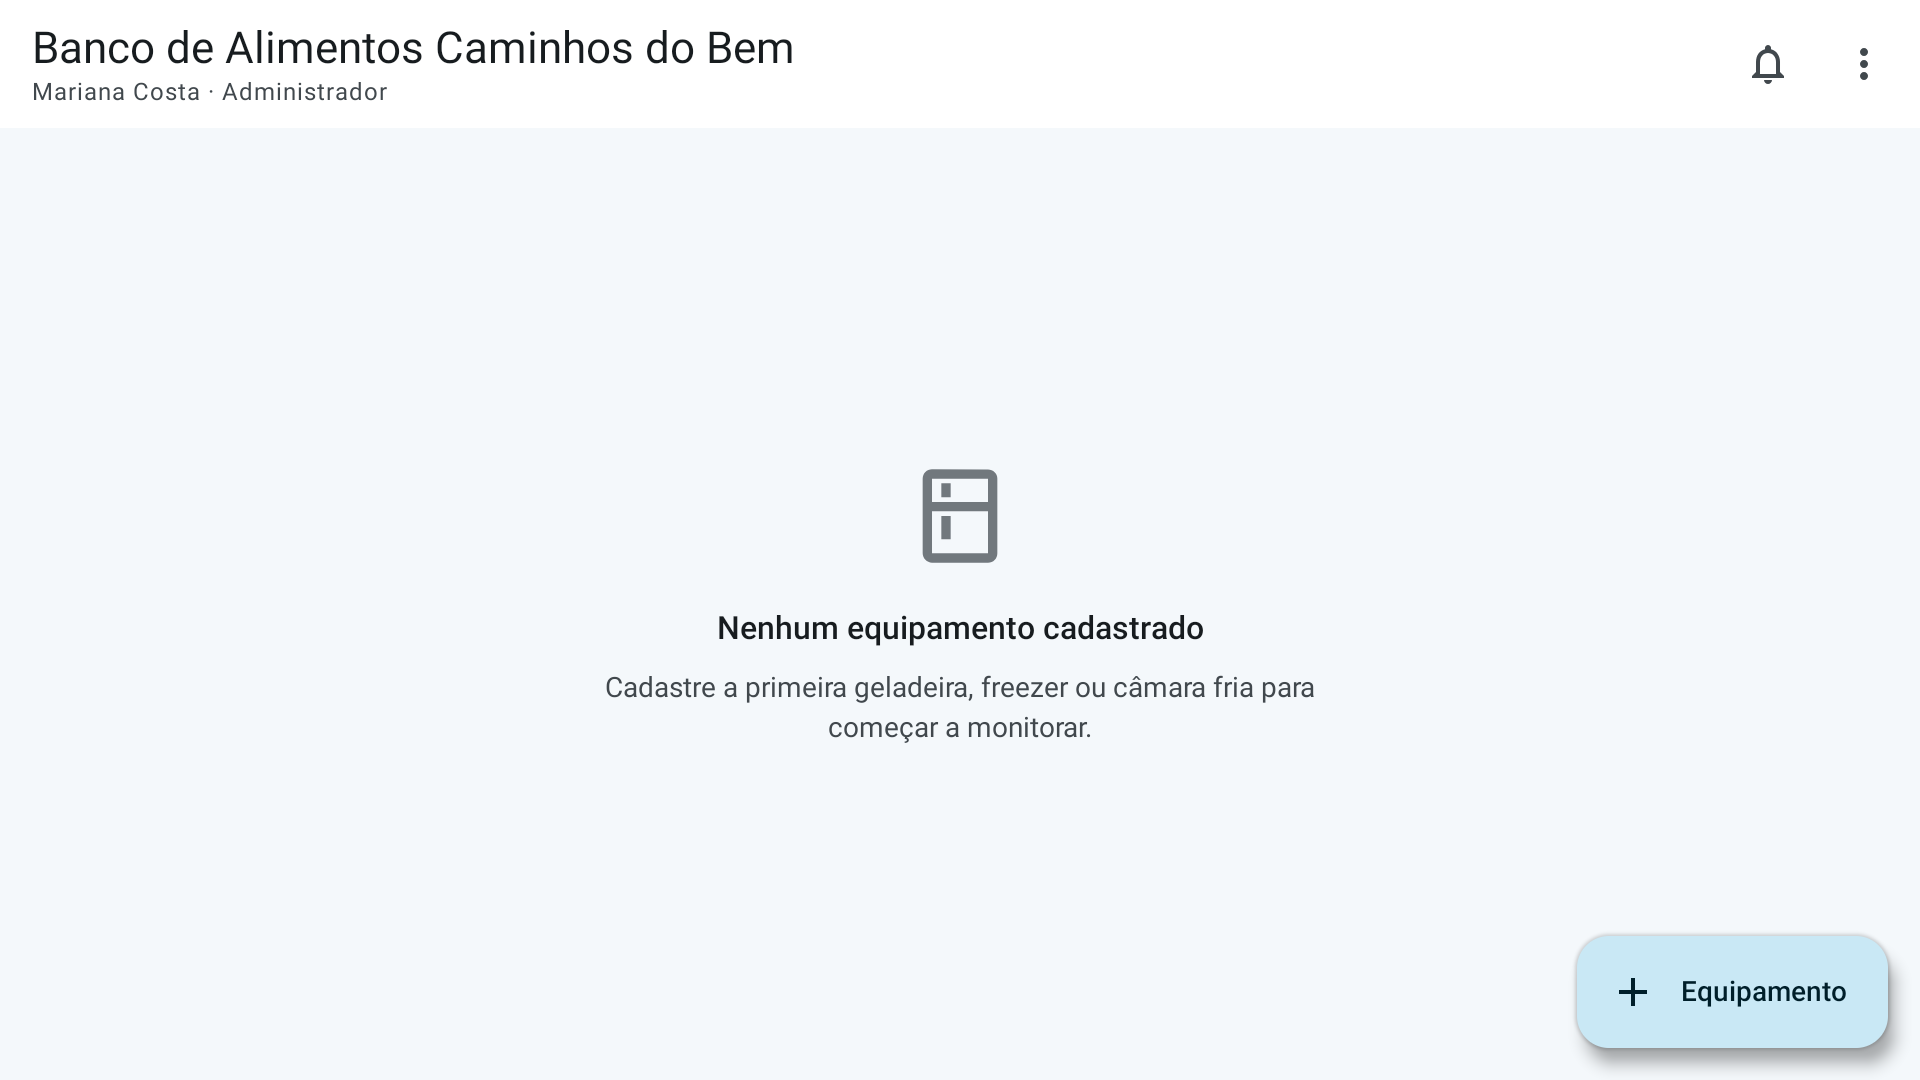 Banco de Alimentos Caminhos do Bem
Mariana Costa · Administrador
Nenhum equipamento cadastrado
Cadastre a primeira geladeira, freezer ou câmara fria para
começar a monitorar.
Equipamento